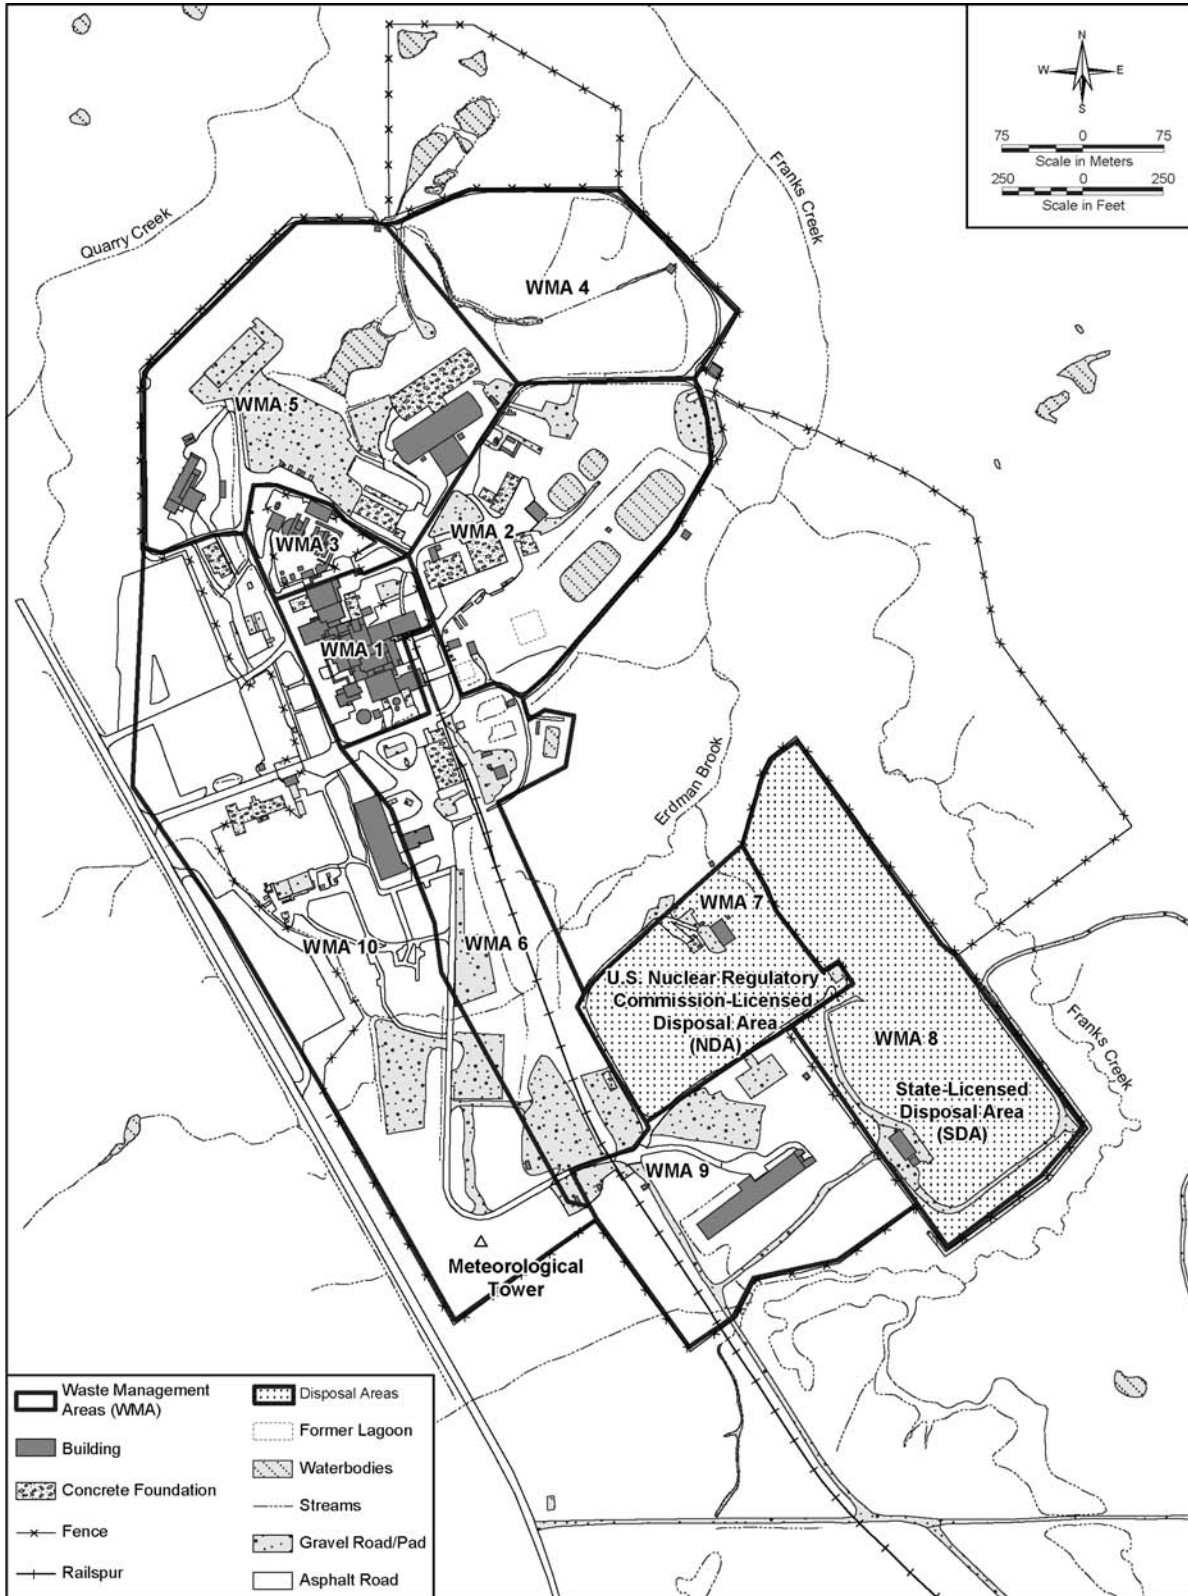 N
W E
S
75 0 75
Scale in Meters
250 0 250
Scale in Feet
Franks Creek
Quarry Creek
WMA 4
WMA 5
WMA 2
WMA 3
WMA 1
Erdman Brook
WMA 7
WMA 10
WMA 6
U.S. Nuclear Regulatory
Commission-Licensed
Disposal Area
(NDA)
WMA 8
Franks Creek
State-Licensed
Disposal Area
(SDA)
WMA 9
Meteorological
Tower
Waste Management
Areas (WMA)
Building
Concrete Foundation
Fence
Railspur
Disposal Areas
Former Lagoon
Waterbodies
Streams
Gravel Road/Pad
Asphalt Road